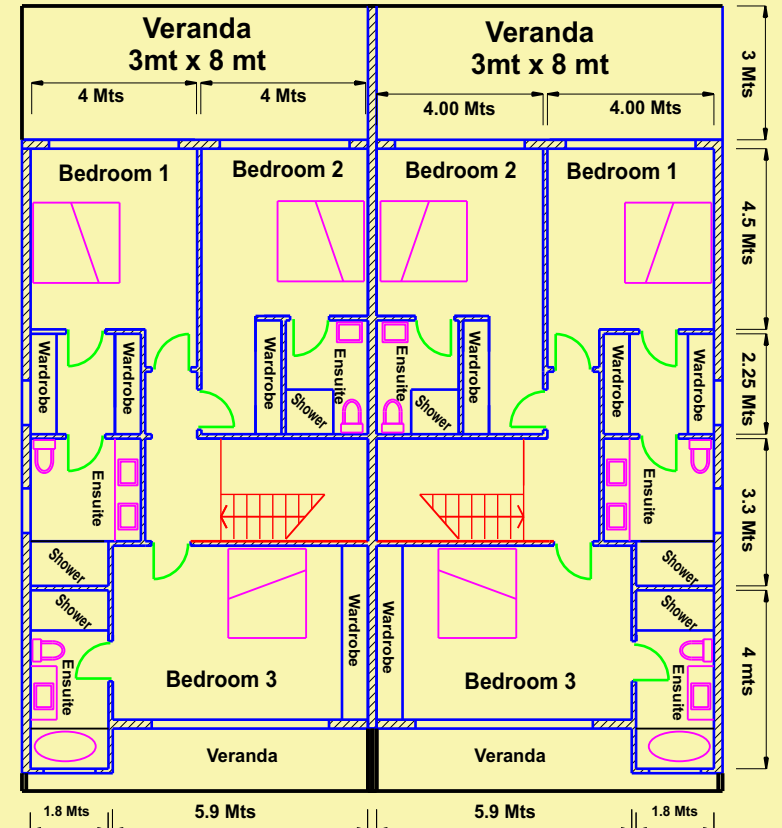 Veranda
3mt x 8 mt
Veranda
3mt x 8 mt
4 Mts
4 Mts
4.00 Mts
4.00 Mts
3 Mts
Bedroom 1
Bedroom 2
Bedroom 2
Bedroom 1
4.5 Mts
Wardrobe
Wardrobe
Wardrobe
Ensuite
Shower
Ensuite
Shower
Wardrobe
Wardrobe
Wardrobe
2.25 Mts
Ensuite
Ensuite
3.3 Mts
Shower
Shower
Shower
Shower
Wardrobe
Wardrobe
Ensuite
Ensuite
4 mts
Bedroom 3
Bedroom 3
Veranda
Veranda
1.8 Mts
5.9 Mts
5.9 Mts
1.8 Mts